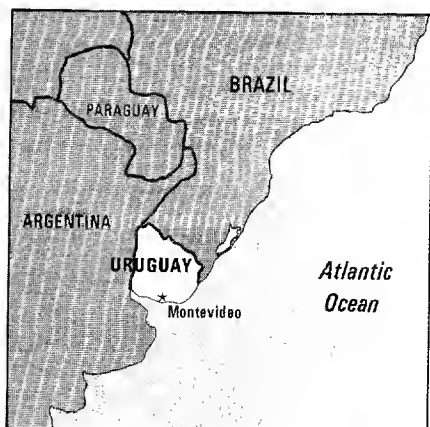 BRAZIL
PARAGUAY
ARGENTINA
URUGUAY
Atlantic
Ocean
Montevideo